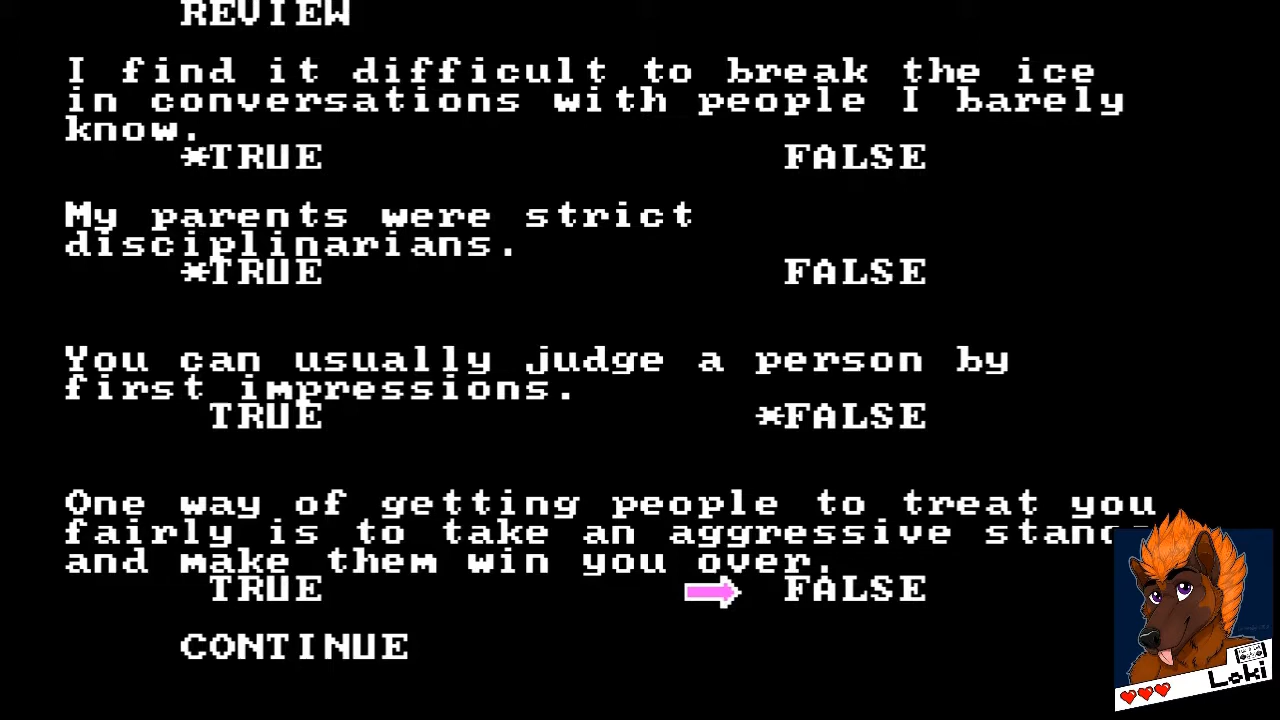 REVIEW
I find it difficult to break the ice
in conversations with people I barely
know.
*TRUE FALSE
My parents were strict
disciplinarians.
*TRUE FALSE
You can usually judge a person by
first impressions.
TRUE *FALSE
One way of getting people to treat you
fairly is to take an aggressive stance
and make them win you over.
TRUE FALSE
CONTINUE
Loki